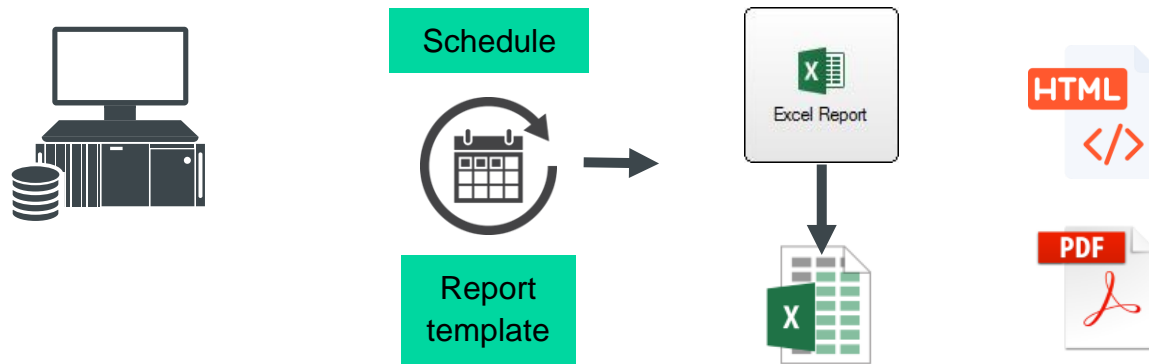 Schedule
X
Excel Report
HTML
</>
PDF
Report
template
X